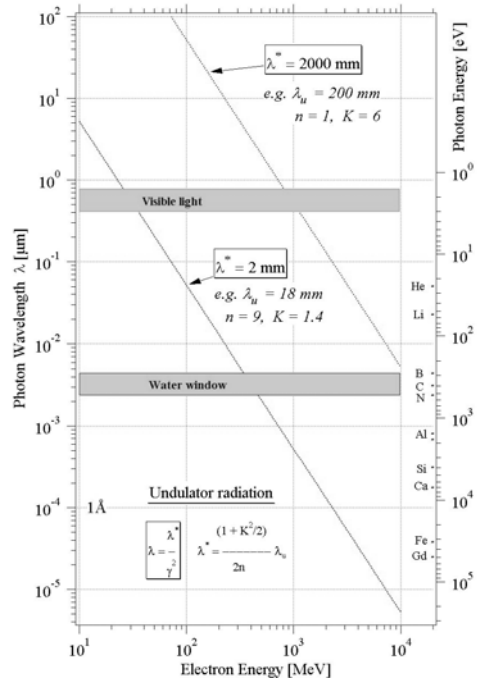 10²
10¹
10⁰
10⁻¹
10⁻²
10⁻³
10⁻⁴
10⁻⁵
Photon Wavelength λ [μm]
λ* = 2000 mm
e.g. λᵤ = 200 mm
n = 1, K = 6
Visible light
λ* = 2 mm
e.g. λᵤ = 18 mm
n = 9, K = 1.4
Water window
1Å
Undulator radiation
λ = λ* / γ²
λ* = (1 + K²/2) / 2n λᵤ
10¹
10²
10³
10⁴
Electron Energy [MeV]
Photon Energy [eV]
10⁰
10¹
He
Li
10²
B
C
N
10³
Al
Si
Ca
10⁴
Fe
Gd
10⁵